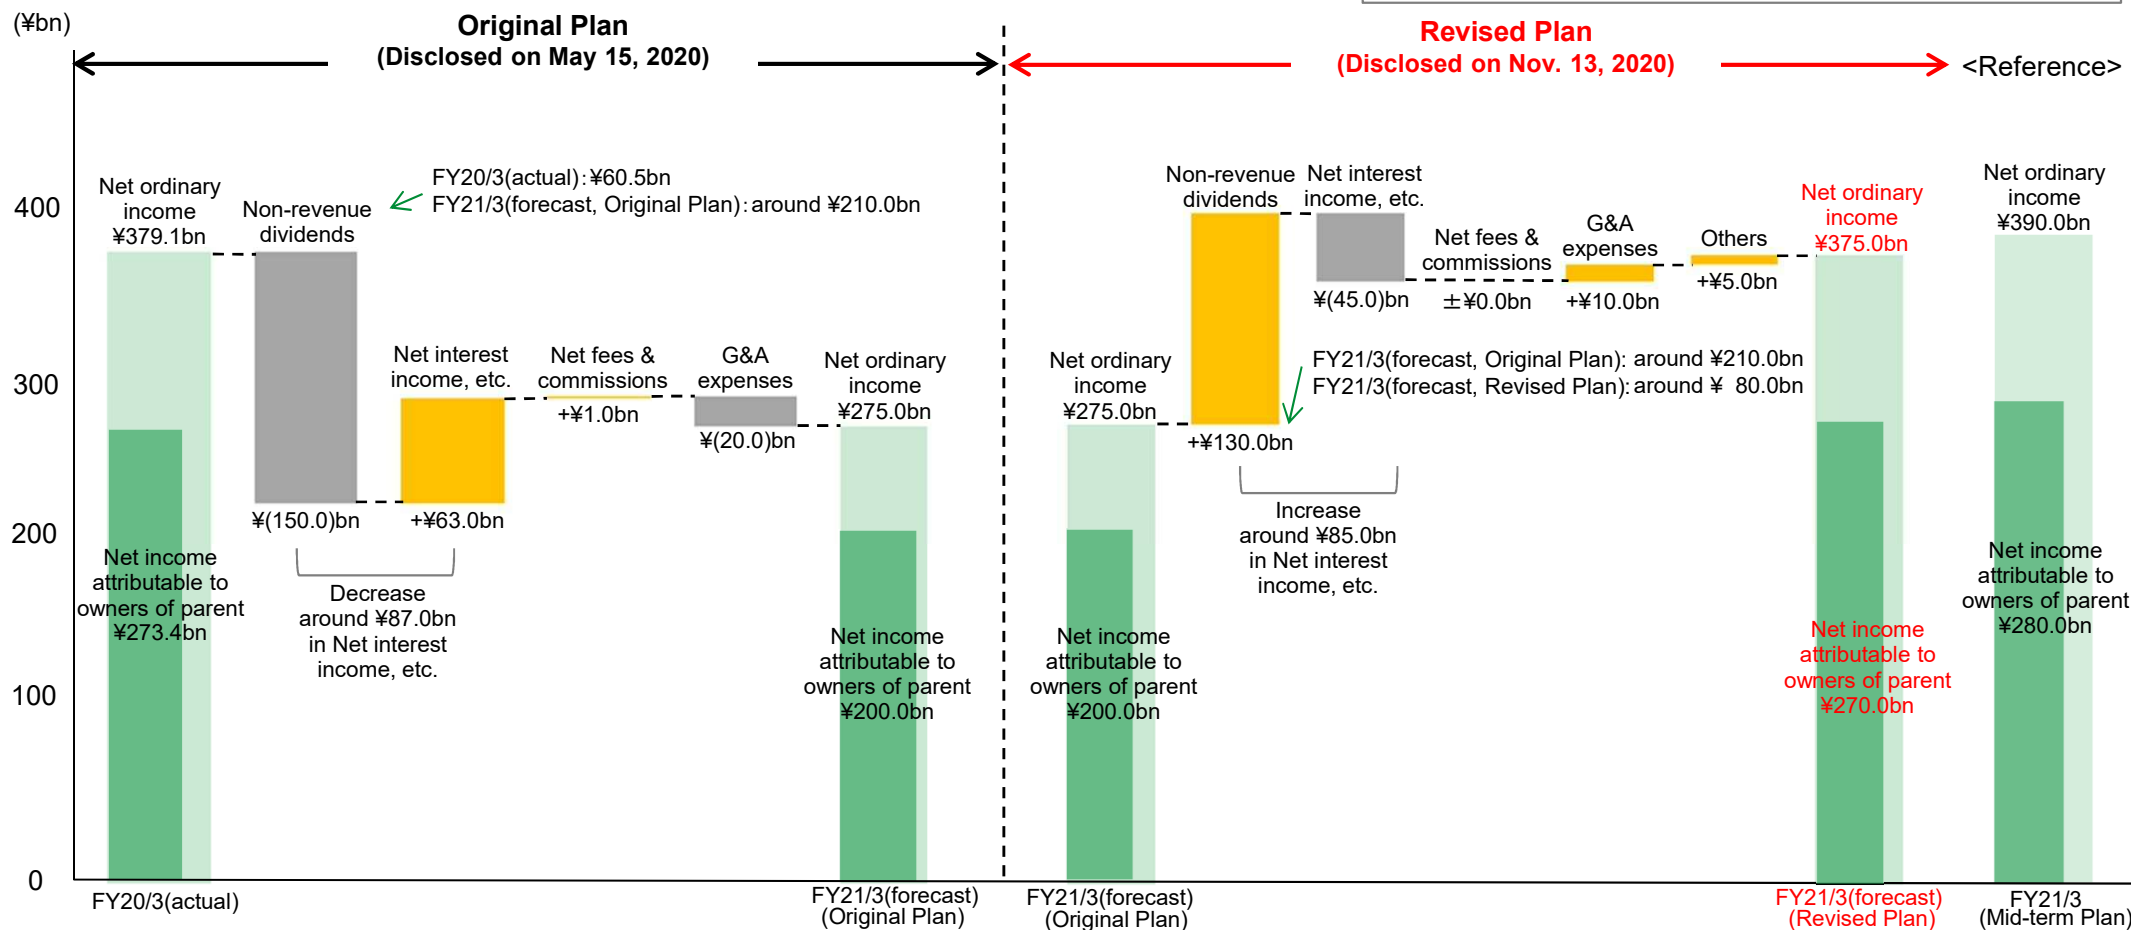 (¥bn)
Original Plan
(Disclosed on May 15, 2020)
Revised Plan
(Disclosed on Nov. 13, 2020)
<Reference>
400
300
200
100
0
Net ordinary
income
¥379.1bn
Non-revenue
dividends
FY20/3(actual):¥60.5bn
FY21/3(forecast, Original Plan):around ¥210.0bn
¥(150.0)bn
Net interest
income, etc.
+¥63.0bn
Net fees &
commissions
+¥1.0bn
G&A
expenses
¥(20.0)bn
Net ordinary
income
¥275.0bn
Decrease
around ¥87.0bn
in Net interest
income, etc.
Net income
attributable to
owners of parent
¥273.4bn
Net income
attributable to
owners of parent
¥200.0bn
FY20/3(actual)
FY21/3(forecast)
(Original Plan)
Net ordinary
income
¥275.0bn
Non-revenue
dividends
+¥130.0bn
Net interest
income, etc.
¥(45.0)bn
Net fees &
commissions
±¥0.0bn
G&A
expenses
+¥10.0bn
Others
+¥5.0bn
Net ordinary
income
¥375.0bn
Net ordinary
income
¥390.0bn
FY21/3(forecast, Original Plan): around ¥210.0bn
FY21/3(forecast, Revised Plan): around ¥ 80.0bn
Increase
around ¥85.0bn
in Net interest
income, etc.
Net income
attributable to
owners of parent
¥200.0bn
Net income
attributable to
owners of parent
¥270.0bn
Net income
attributable to
owners of parent
¥280.0bn
FY21/3(forecast)
(Original Plan)
FY21/3(forecast)
(Revised Plan)
FY21/3
(Mid-term Plan)